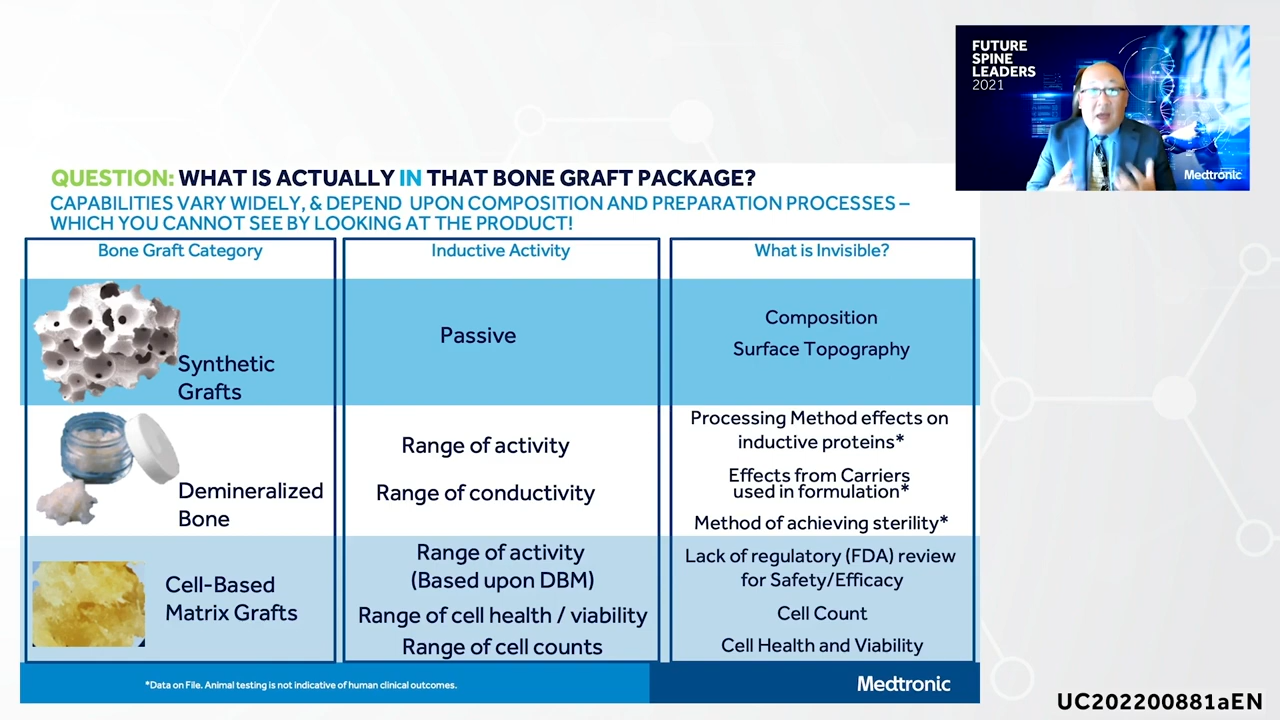 FUTURE
SPINE
LEADERS
2021
Medtronic
QUESTION: WHAT IS ACTUALLY IN THAT BONE GRAFT PACKAGE?
CAPABILITIES VARY WIDELY, & DEPEND UPON COMPOSITION AND PREPARATION PROCESSES –
WHICH YOU CANNOT SEE BY LOOKING AT THE PRODUCT!
Bone Graft Category
Inductive Activity
What is Invisible?
Synthetic
Grafts
Passive
Composition
Surface Topography
Demineralized
Bone
Range of activity
Range of conductivity
Processing Method effects on
inductive proteins*
Effects from Carriers
used in formulation*
Method of achieving sterility*
Cell-Based
Matrix Grafts
Range of activity
(Based upon DBM)
Range of cell health / viability
Range of cell counts
Lack of regulatory (FDA) review
for Safety/Efficacy
Cell Count
Cell Health and Viability
*Data on File. Animal testing is not indicative of human clinical outcomes.
Medtronic
UC202200881aEN